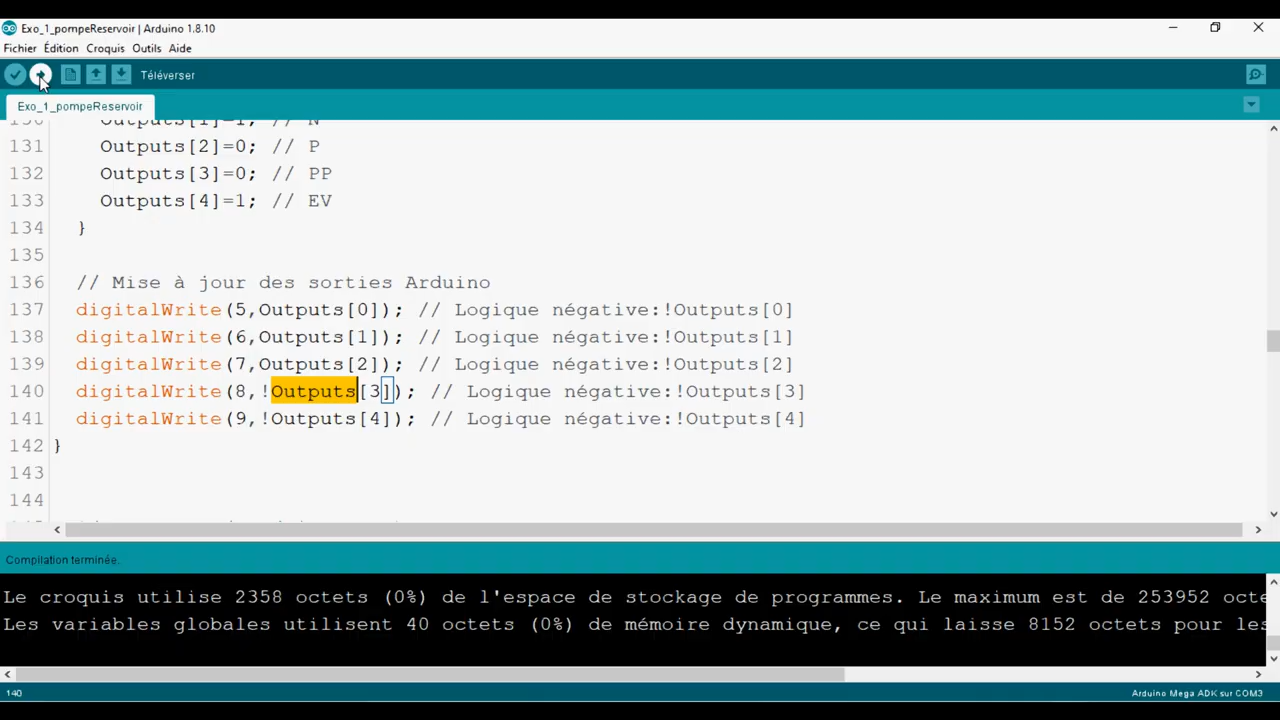 Exo_1_pompeReservoir | Arduino 1.8.10
Fichier Édition Croquis Outils Aide
Téléverser
Exo_1_pompeReservoir
130 Outputs[1]=1; // N
131 Outputs[2]=0; // P
132 Outputs[3]=0; // PP
133 Outputs[4]=1; // EV
134 }
135
136 // Mise à jour des sorties Arduino
137 digitalWrite(5,Outputs[0]); // Logique négative:!Outputs[0]
138 digitalWrite(6,Outputs[1]); // Logique négative:!Outputs[1]
139 digitalWrite(7,Outputs[2]); // Logique négative:!Outputs[2]
140 digitalWrite(8,!Outputs[3]); // Logique négative:!Outputs[3]
141 digitalWrite(9,!Outputs[4]); // Logique négative:!Outputs[4]
142 }
143
144
Compilation terminée.
Le croquis utilise 2358 octets (0%) de l'espace de stockage de programmes. Le maximum est de 253952 octe
Les variables globales utilisent 40 octets (0%) de mémoire dynamique, ce qui laisse 8152 octets pour les
140
Arduino Mega ADK sur COM3